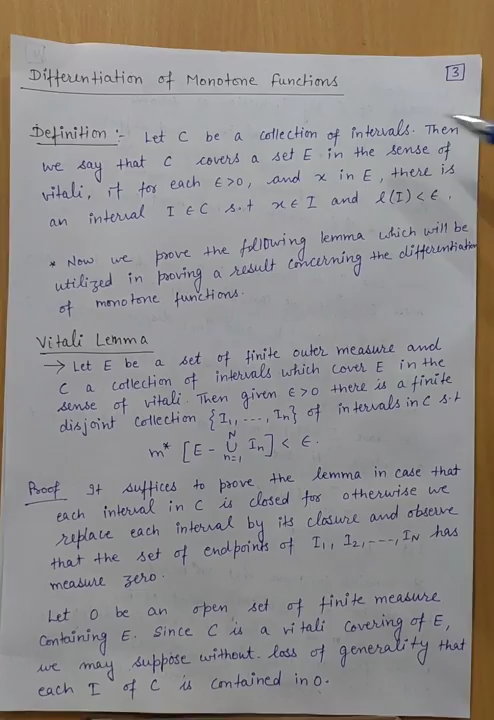 3
Differentiation of Monotone functions
Definition :- Let C be a collection of intervals. Then
we say that C covers a set E in the sense of
vitali, if for each ϵ>0, and x in E, there is
an interval I ∈ C s.t x ∈ I and l(I) < ϵ.
* Now we prove the following lemma which will be
utilized in proving a result concerning the differentiation
of monotone functions.
Vitali Lemma
→ Let E be a set of finite outer measure and
C a collection of intervals which cover E in the
sense of vitali. Then given ϵ>0 there is a finite
disjoint collection {I₁, ---, Iₙ} of intervals in C s.t
m* [E - ∪ₙ₌₁ᴺ Iₙ] < ϵ.
Proof It suffices to prove the lemma in case that
each interval in C is closed for otherwise we
replace each interval by its closure and observe
that the set of endpoints of I₁, I₂, ---, I_N has
measure zero.
Let O be an open set of finite measure
containing E. Since C is a vitali covering of E,
we may suppose without loss of generality that
each I of C is contained in O.